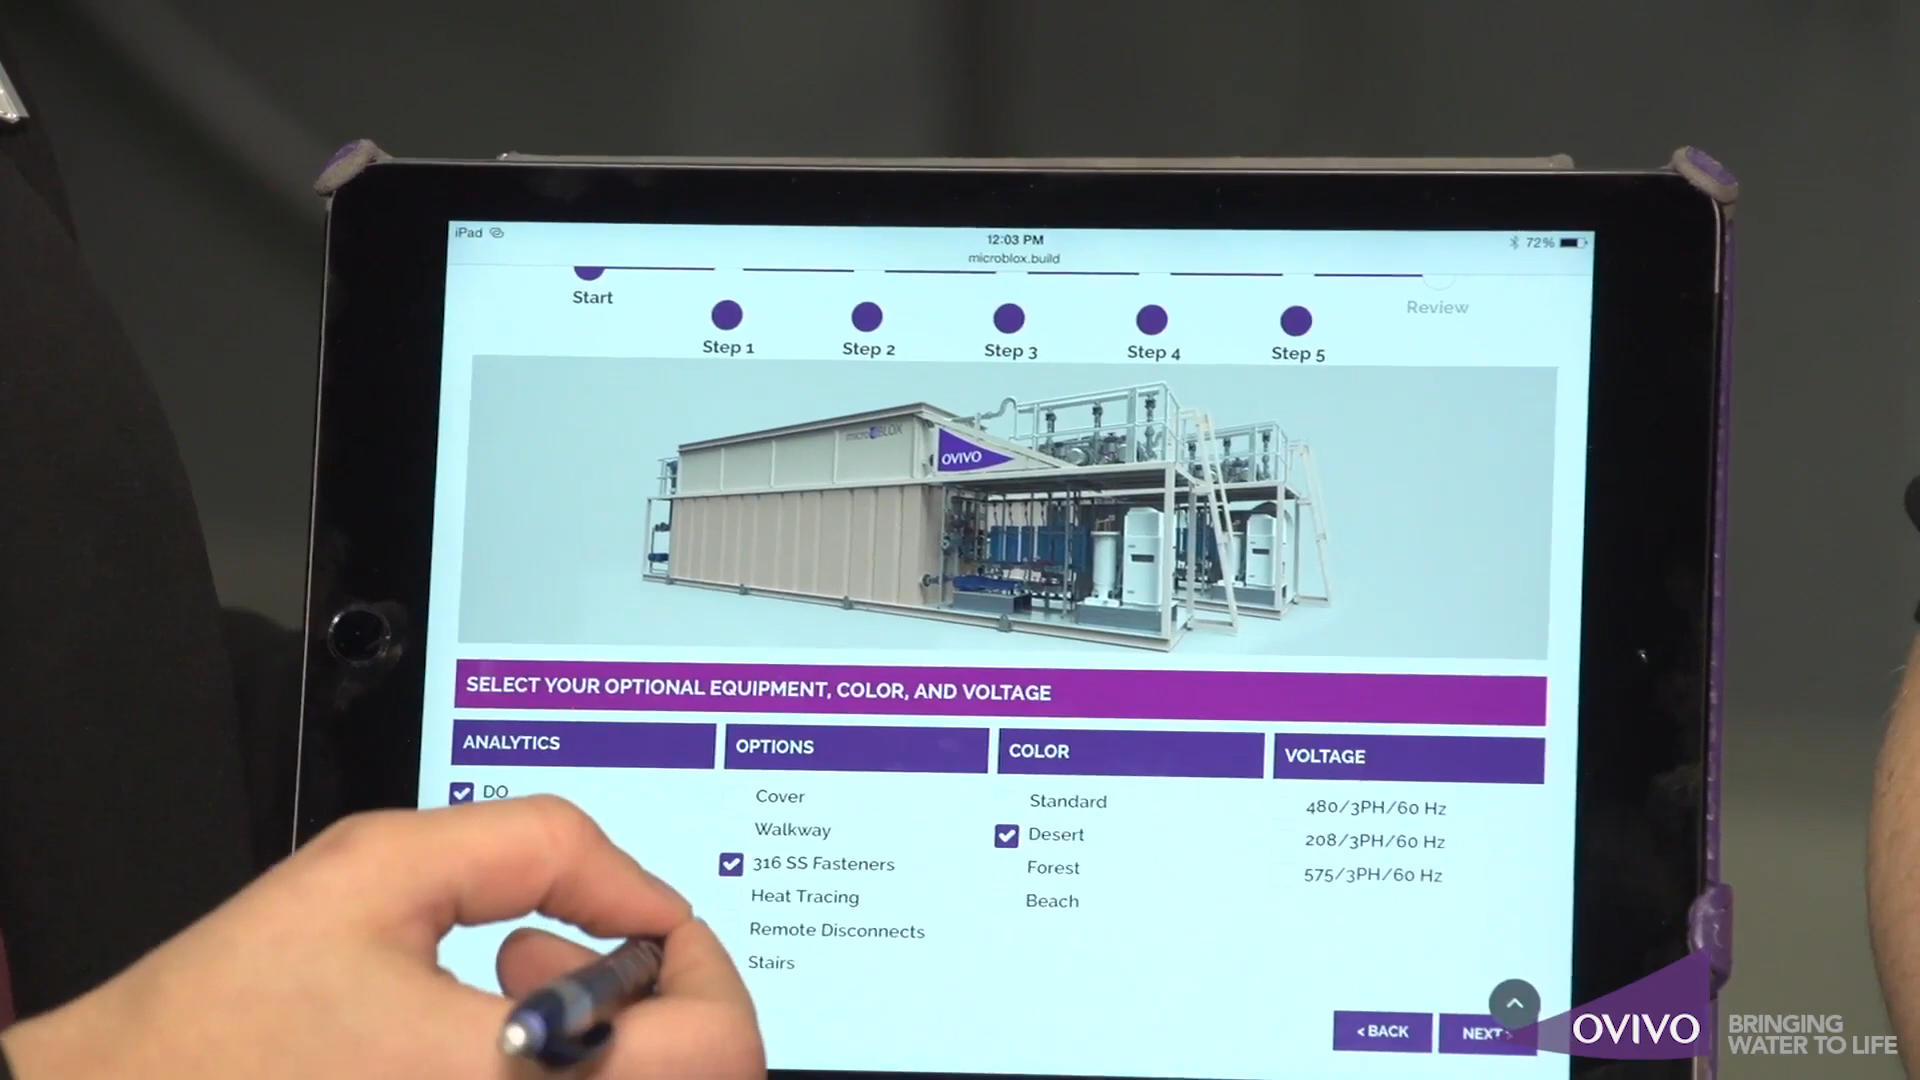 iPad
12:03 PM
72%
microblox.build
Start
Review
Step 1
Step 2
Step 3
Step 4
Step 5
microBLOX
OVIVO
SELECT YOUR OPTIONAL EQUIPMENT, COLOR, AND VOLTAGE
ANALYTICS
DO
OPTIONS
Cover
Walkway
316 SS Fasteners
Heat Tracing
Remote Disconnects
Stairs
COLOR
Standard
Desert
Forest
Beach
VOLTAGE
480/3PH/60 Hz
208/3PH/60 Hz
575/3PH/60 Hz
< BACK
NEXT >
OVIVO
BRINGING
WATER TO LIFE